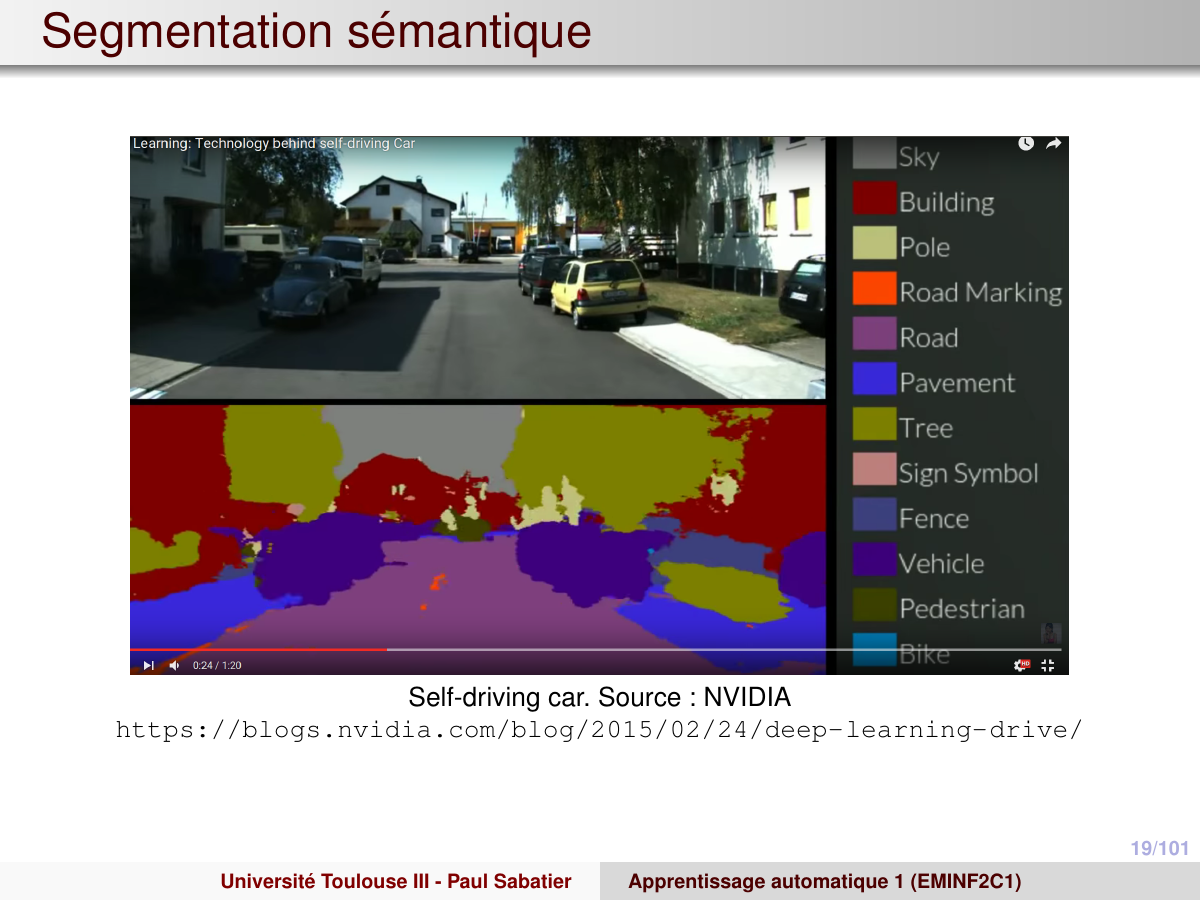 Segmentation sémantique
Learning: Technology behind self-driving Car
Sky
Building
Pole
Road Marking
Road
Pavement
Tree
Sign Symbol
Fence
Vehicle
Pedestrian
Bike
0:24 / 1:20
HD
Self-driving car. Source : NVIDIA
https://blogs.nvidia.com/blog/2015/02/24/deep-learning-drive/
19/101
Université Toulouse III - Paul Sabatier
Apprentissage automatique 1 (EMINF2C1)